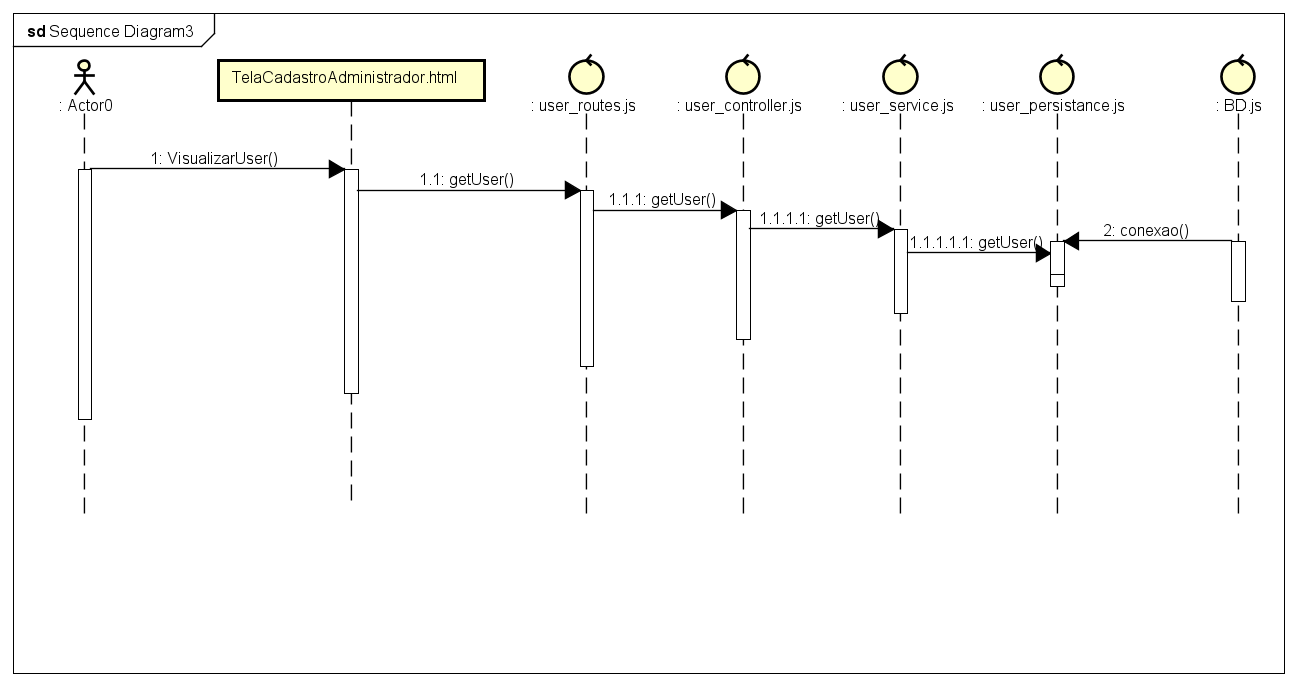 sd Sequence Diagram3
: Actor0
TelaCadastroAdministrador.html
: user_routes.js
: user_controller.js
: user_service.js
: user_persistance.js
: BD.js
1: VisualizarUser()
1.1: getUser()
1.1.1: getUser()
1.1.1.1: getUser()
1.1.1.1.1: getUser()
2: conexao()